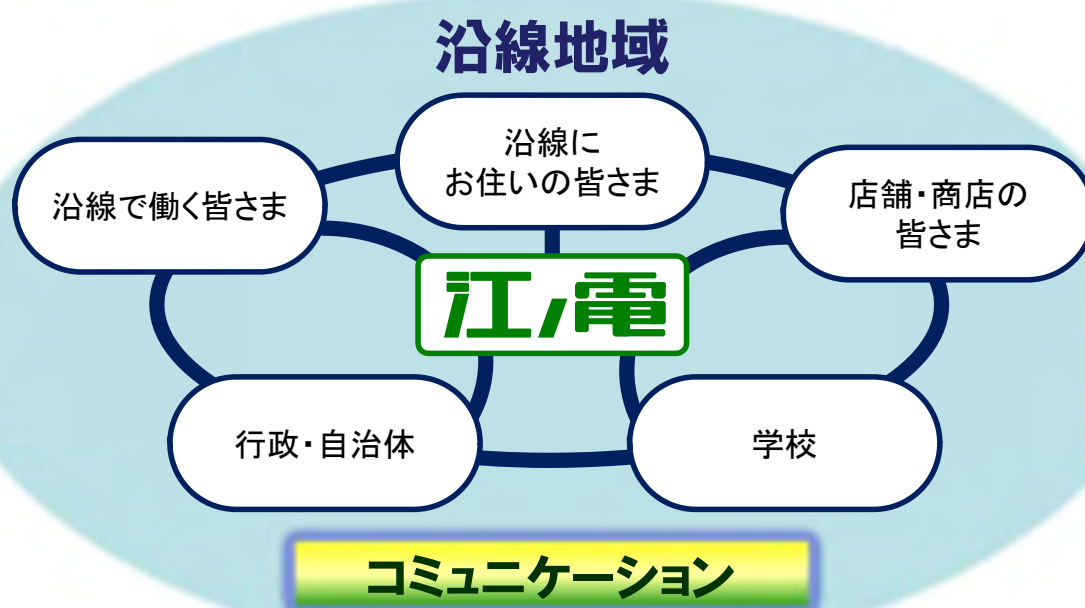 沿線地域
沿線に
お住いの皆さま
沿線で働く皆さま
店舗・商店の
皆さま
江ノ電
行政・自治体
学校
コミュニケーション